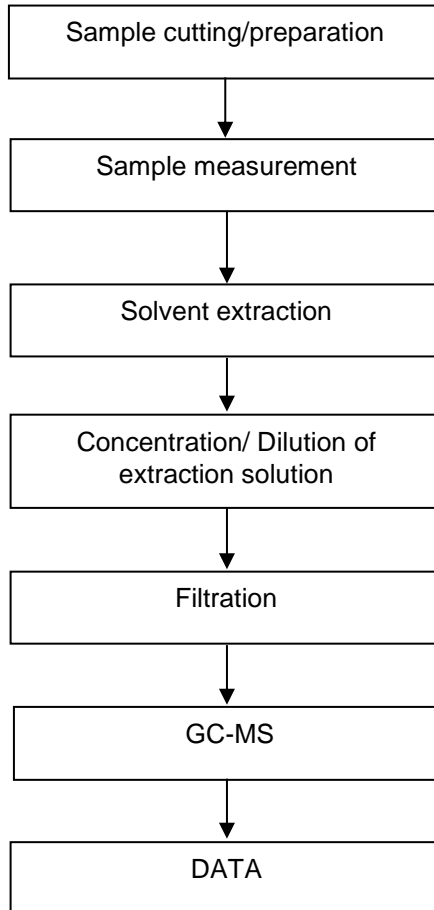 Sample cutting/preparation
Sample measurement
Solvent extraction
Concentration/ Dilution of
extraction solution
Filtration
GC-MS
DATA